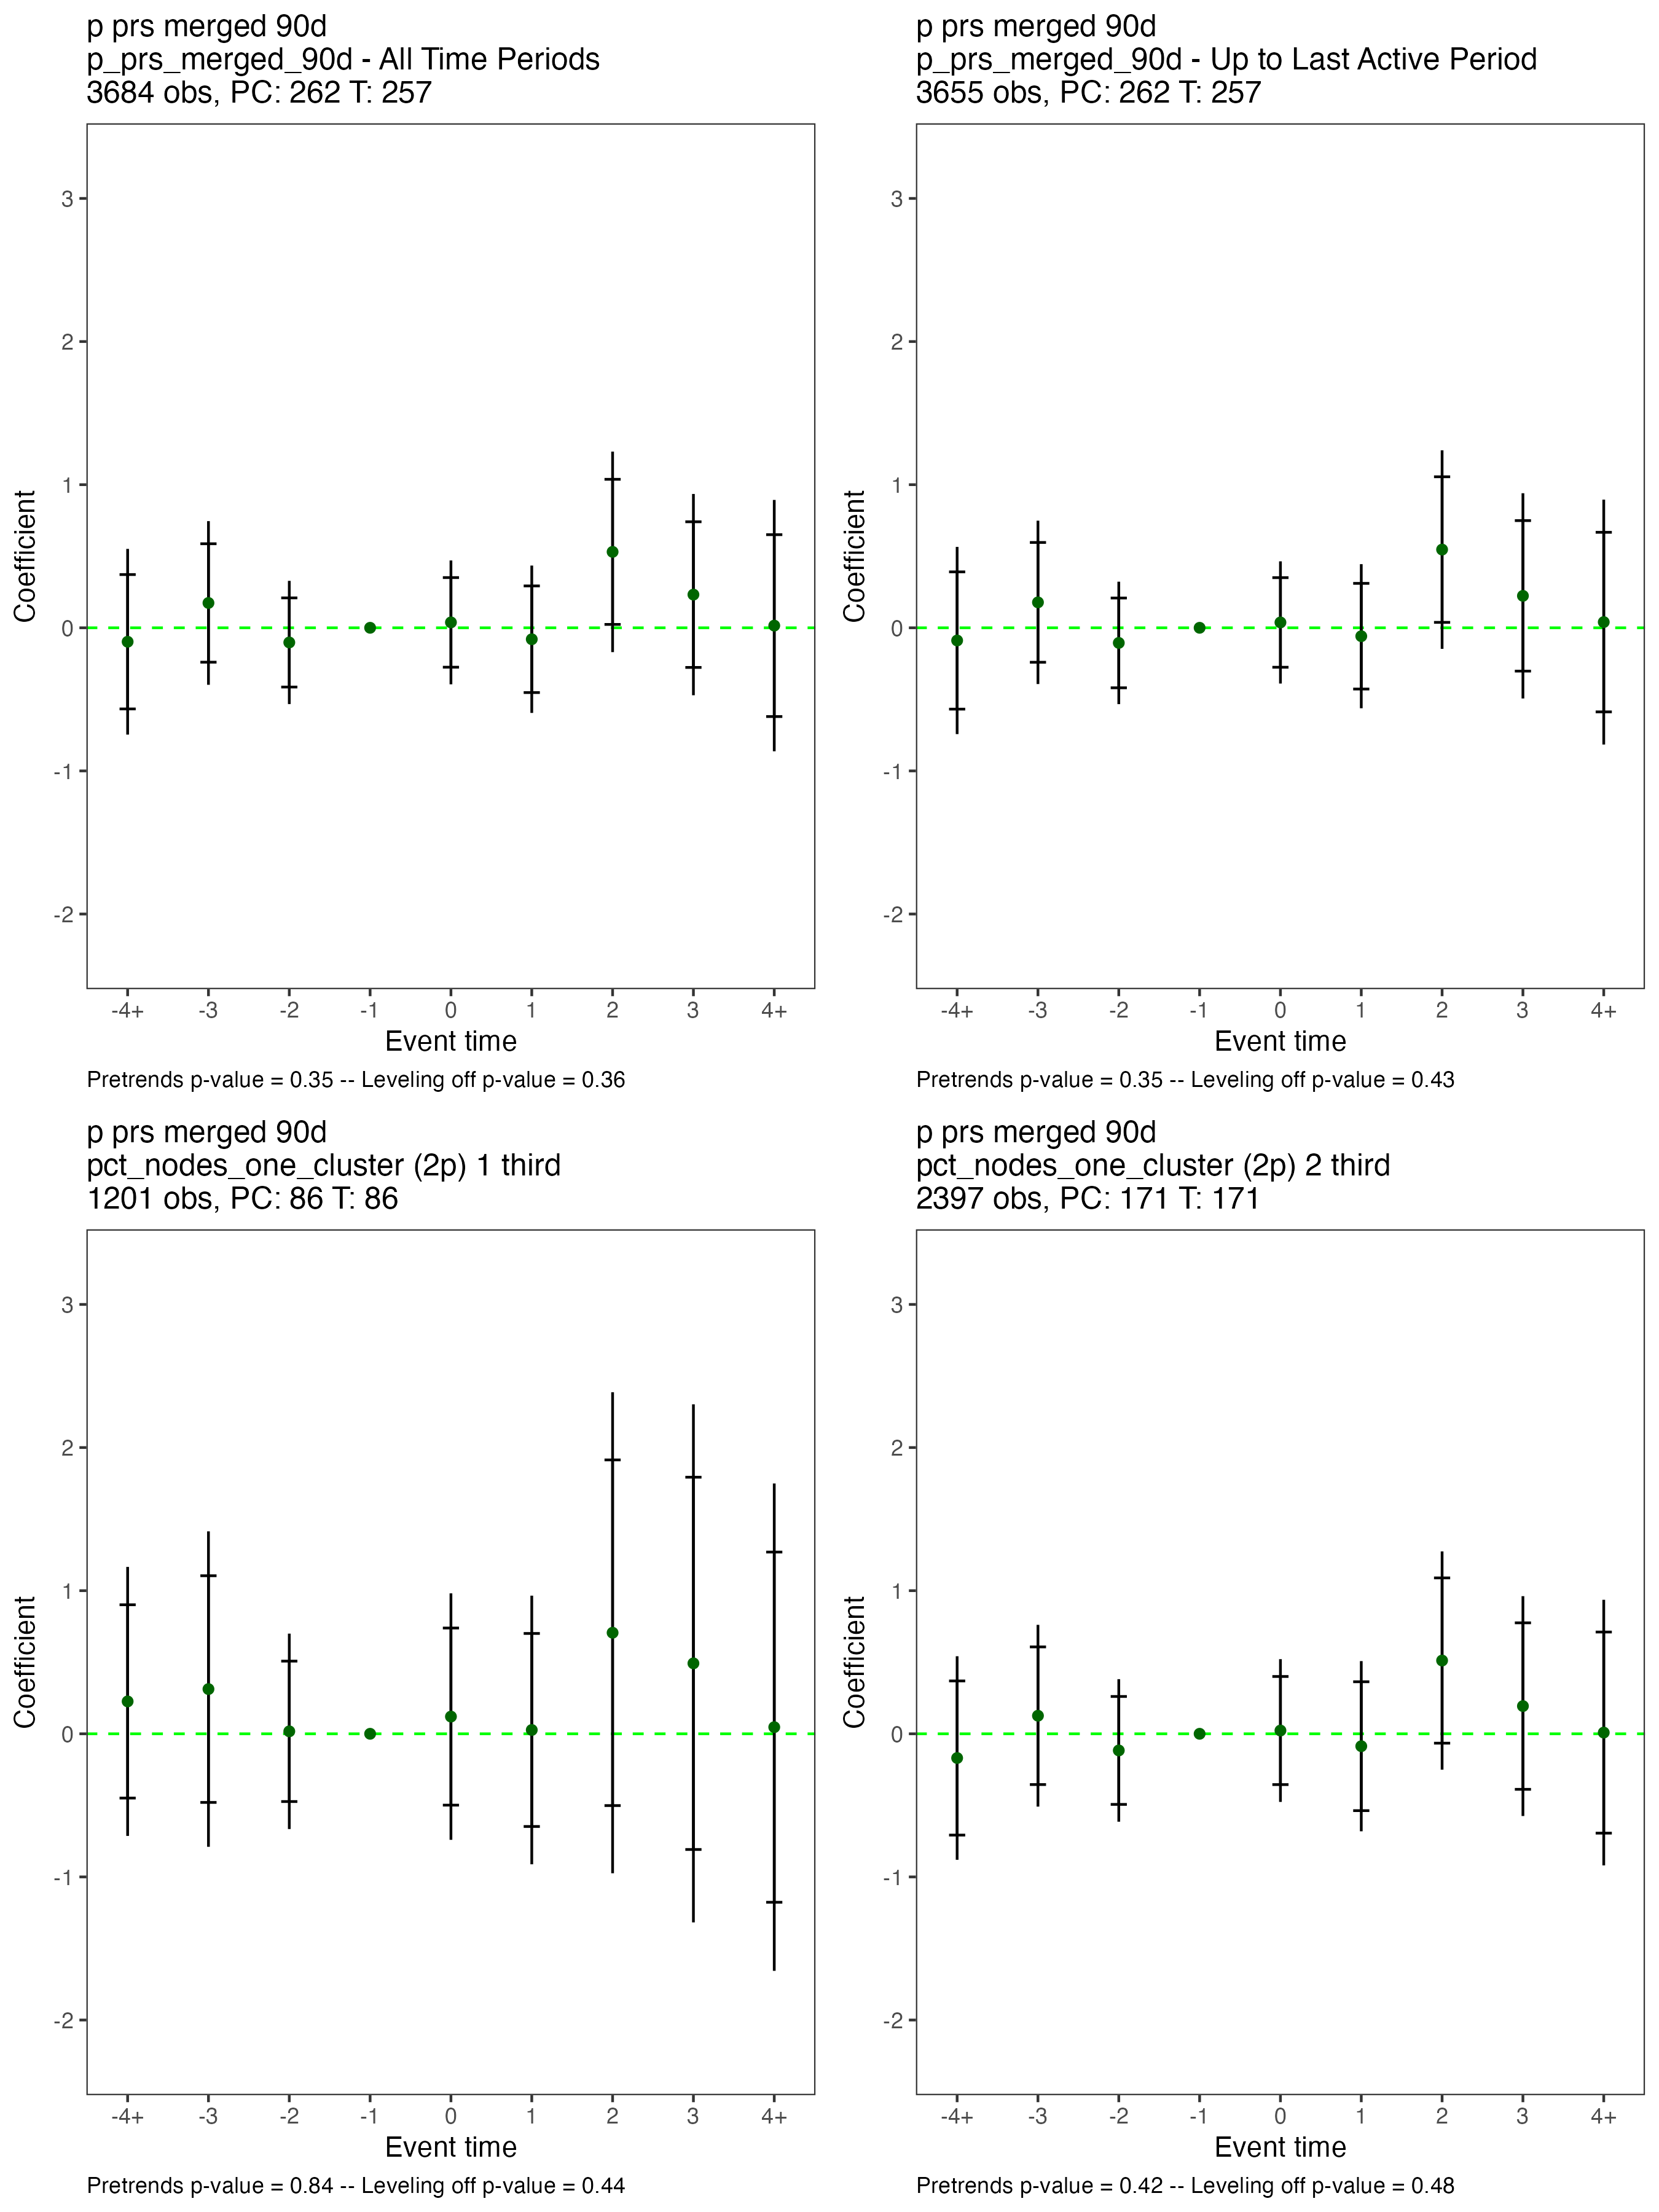 p prs merged 90d
p_prs_merged_90d - All Time Periods
3684 obs, PC: 262 T: 257
3
2
1
0
-1
-2
Coefficient
-4+ -3 -2 -1 0 1 2 3 4+
Event time
Pretrends p-value = 0.35 -- Leveling off p-value = 0.36
p prs merged 90d
p_prs_merged_90d - Up to Last Active Period
3655 obs, PC: 262 T: 257
3
2
1
0
-1
-2
Coefficient
-4+ -3 -2 -1 0 1 2 3 4+
Event time
Pretrends p-value = 0.35 -- Leveling off p-value = 0.43
p prs merged 90d
pct_nodes_one_cluster (2p) 1 third
1201 obs, PC: 86 T: 86
3
2
1
0
-1
-2
Coefficient
-4+ -3 -2 -1 0 1 2 3 4+
Event time
Pretrends p-value = 0.84 -- Leveling off p-value = 0.44
p prs merged 90d
pct_nodes_one_cluster (2p) 2 third
2397 obs, PC: 171 T: 171
3
2
1
0
-1
-2
Coefficient
-4+ -3 -2 -1 0 1 2 3 4+
Event time
Pretrends p-value = 0.42 -- Leveling off p-value = 0.48